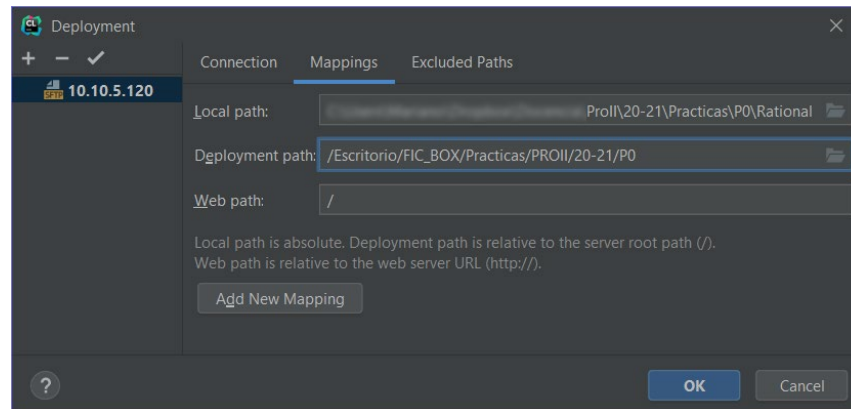 CL Deployment
Connection Mappings Excluded Paths
SFTP 10.10.5.120
Local path: ProII\20-21\Practicas\P0\Rational
Deployment path: /Escritorio/FIC_BOX/Practicas/PROII/20-21/P0
Web path: /
Local path is absolute. Deployment path is relative to the server root path (/).
Web path is relative to the web server URL (http://).
Add New Mapping
? OK Cancel